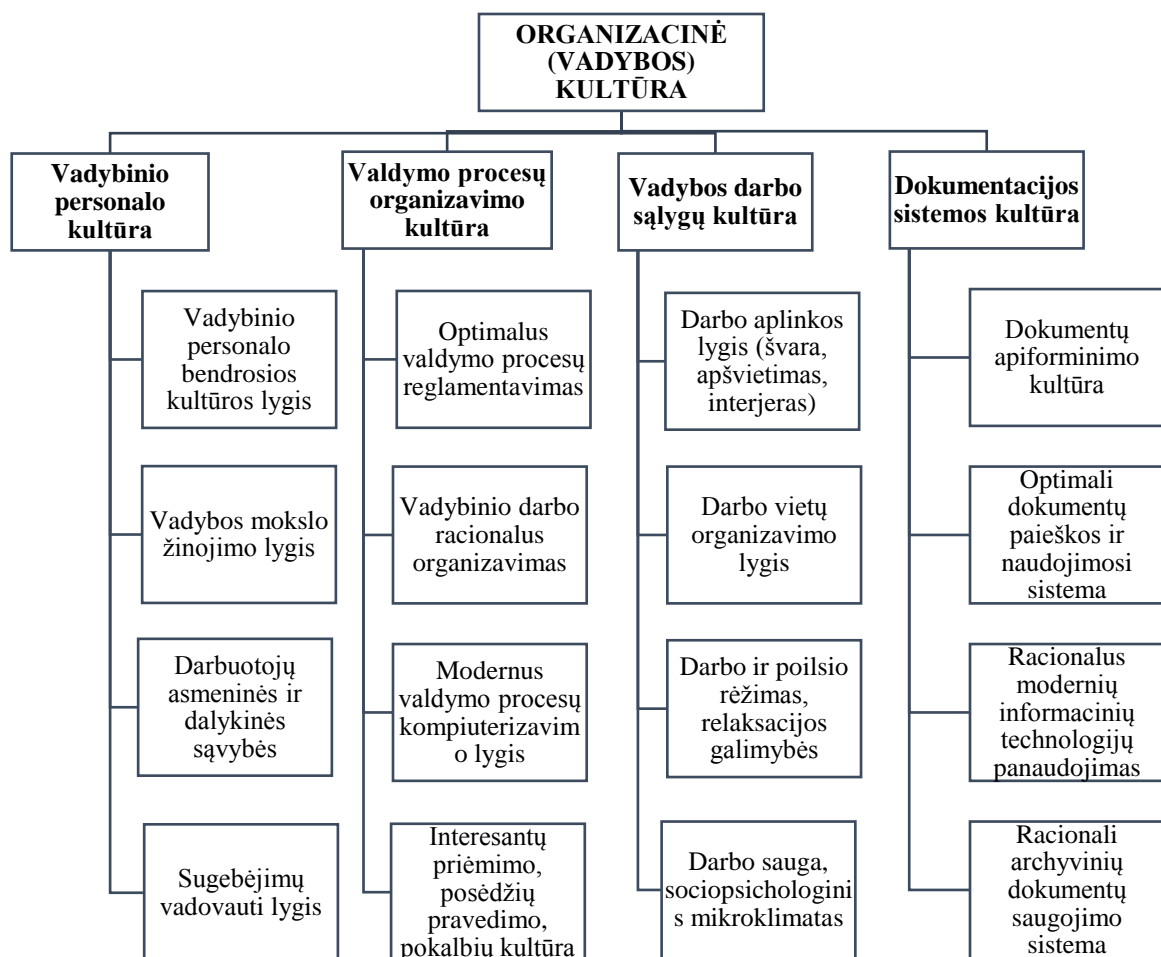 ORGANIZACINĖ
(VADYBOS)
KULTŪRA
Vadybinio
personalo
kultūra
Vadybinio
personalo
bendrosios
kultūros lygis
Vadybos mokslo
žinojimo lygis
Darbuotojų
asmeninės ir
dalykinės
sąvybės
Sugebėjimų
vadovauti lygis
Valdymo procesų
organizavimo
kultūra
Optimalus
valdymo procesų
reglamentavimas
Vadybinio darbo
racionalus
organizavimas
Modernus
valdymo procesų
kompiuterizavim
o lygis
Interesantų
priėmimo,
posėdžių
pravedimo,
pokalbių kultūra
Vadybos darbo
sąlygų kultūra
Darbo aplinkos
lygis (švara,
apšvietimas,
interjeras)
Darbo vietų
organizavimo
lygis
Darbo ir poilsio
rėžimas,
relaksacijos
galimybės
Darbo sauga,
sociopsichologini
s mikroklimatas
Dokumentacijos
sistemos kultūra
Dokumentų
apiforminimo
kultūra
Optimali
dokumentų
paieškos ir
naudojimosi
sistema
Racionalus
modernių
informacinių
technologijų
panaudojimas
Racionali
archyvinių
dokumentų
saugojimo
sistema